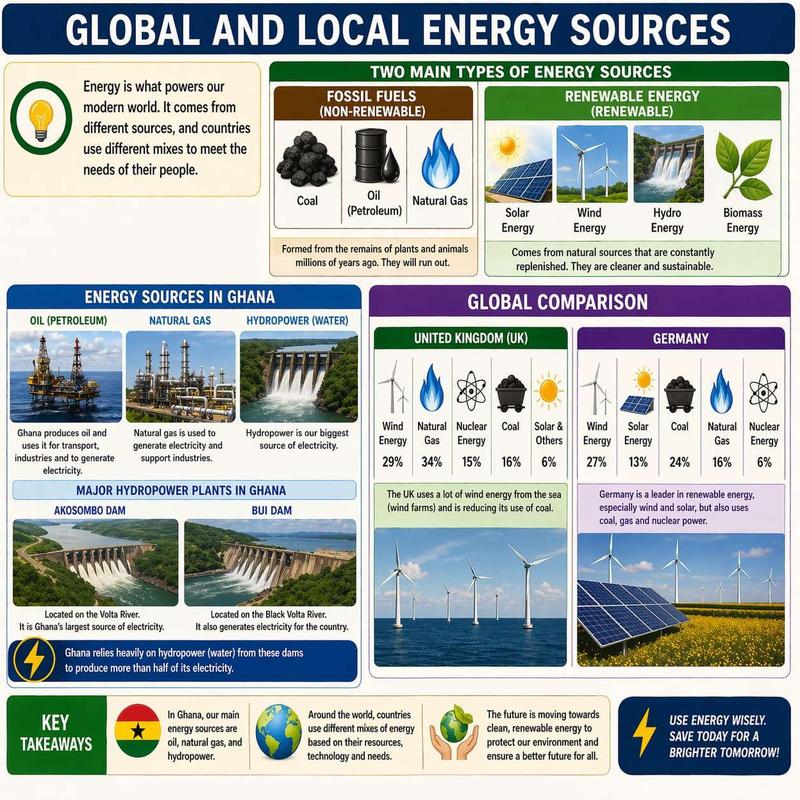 GLOBAL AND LOCAL ENERGY SOURCES
Energy is what powers our
modern world. It comes from
different sources, and countries
use different mixes to meet the
needs of their people.
TWO MAIN TYPES OF ENERGY SOURCES
FOSSIL FUELS
(NON-RENEWABLE)
Coal
Oil
(Petroleum)
Natural Gas
Formed from the remains of plants and animals
millions of years ago. They will run out.
RENEWABLE ENERGY
(RENEWABLE)
Solar
Energy
Wind
Energy
Hydro
Energy
Biomass
Energy
Comes from natural sources that are constantly
replenished. They are cleaner and sustainable.
ENERGY SOURCES IN GHANA
OIL (PETROLEUM)
Ghana produces oil and
uses it for transport,
industries and to generate
electricity.
NATURAL GAS
Natural gas is used to
generate electricity and
support industries.
HYDROPOWER (WATER)
Hydropower is our biggest
source of electricity.
MAJOR HYDROPOWER PLANTS IN GHANA
AKOSOMBO DAM
Located on the Volta River.
It is Ghana's largest source of electricity.
BUI DAM
Located on the Black Volta River.
It also generates electricity for the country.
Ghana relies heavily on hydropower (water) from these dams
to produce more than half of its electricity.
GLOBAL COMPARISON
UNITED KINGDOM (UK)
Wind
Energy
29%
Natural
Gas
34%
Nuclear
Energy
15%
Coal
16%
Solar &
Others
6%
The UK uses a lot of wind energy from the sea
(wind farms) and is reducing its use of coal.
GERMANY
Wind
Energy
27%
Solar
Energy
13%
Coal
24%
Natural
Gas
16%
Nuclear
Energy
6%
Germany is a leader in renewable energy,
especially wind and solar, but also uses
coal, gas and nuclear power.
KEY
TAKEAWAYS
In Ghana, our main
energy sources are
oil, natural gas, and
hydropower.
Around the world, countries
use different mixes of energy
based on their resources,
technology and needs.
The future is moving towards
clean, renewable energy to
protect our environment and
ensure a better future for all.
USE ENERGY WISELY.
SAVE TODAY FOR A
BRIGHTER TOMORROW!